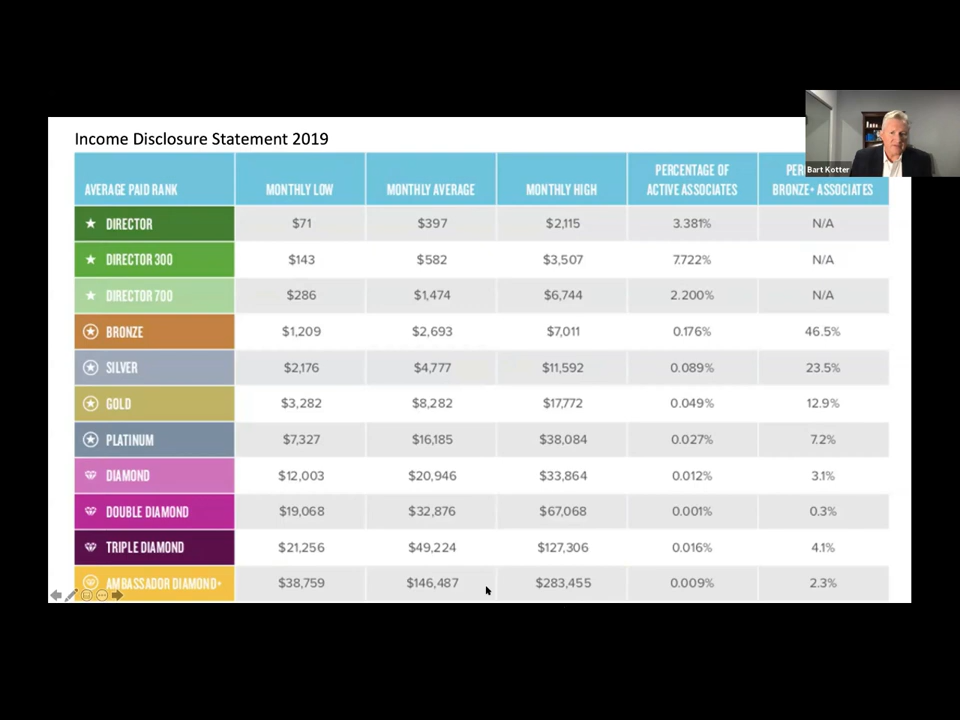 Income Disclosure Statement 2019
Bart Kotter
AVERAGE PAID RANK MONTHLY LOW MONTHLY AVERAGE MONTHLY HIGH PERCENTAGE OF ACTIVE ASSOCIATES BRONZE+ ASSOCIATES
DIRECTOR $71 $397 $2,115 3.381% N/A
DIRECTOR 300 $143 $582 $3,507 7.722% N/A
DIRECTOR 700 $286 $1,474 $6,744 2.200% N/A
BRONZE $1,209 $2,693 $7,011 0.176% 46.5%
SILVER $2,176 $4,777 $11,592 0.089% 23.5%
GOLD $3,282 $8,282 $17,772 0.049% 12.9%
PLATINUM $7,327 $16,185 $38,084 0.027% 7.2%
DIAMOND $12,003 $20,946 $33,864 0.012% 3.1%
DOUBLE DIAMOND $19,068 $32,876 $67,068 0.001% 0.3%
TRIPLE DIAMOND $21,256 $49,224 $127,306 0.016% 4.1%
AMBASSADOR DIAMOND+ $38,759 $146,487 $283,455 0.009% 2.3%